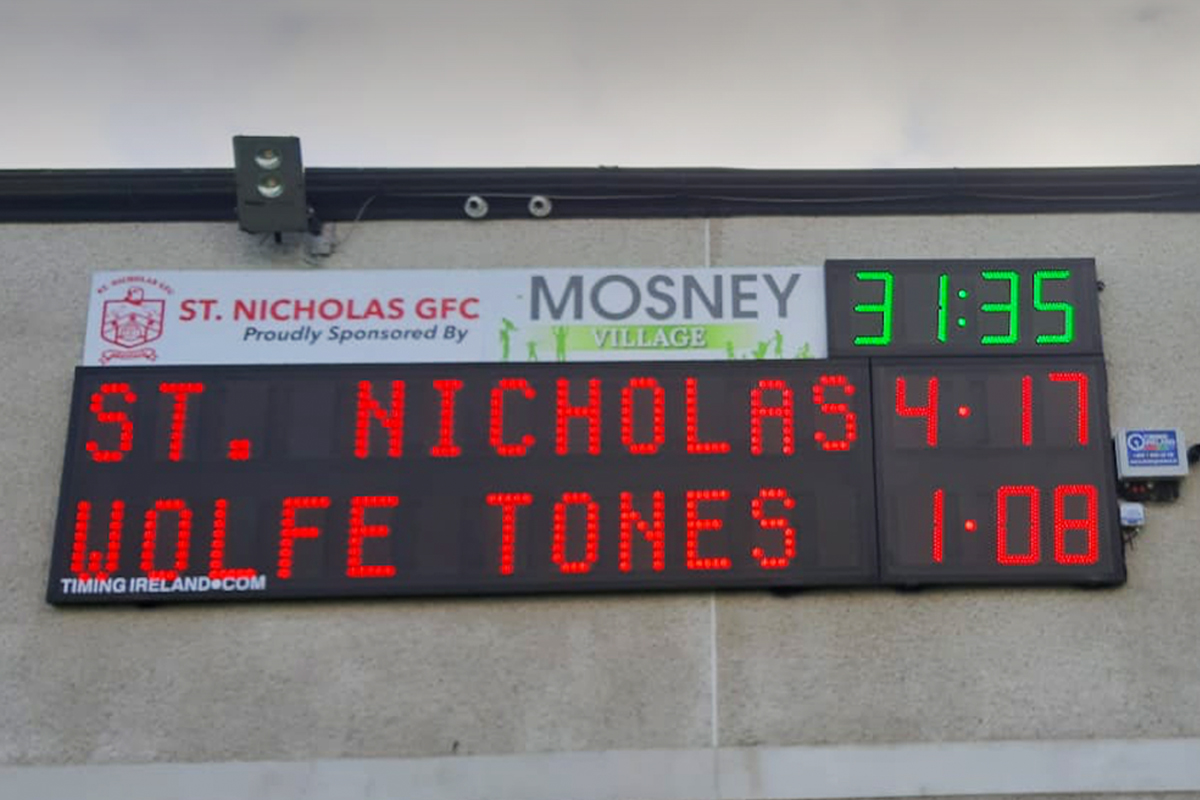 ST. NICHOLAS GFC
Proudly Sponsored By
MOSNEY
VILLAGE
31:35
ST. NICHOLAS 4·17
WOLFE TONES 1·08
TIMINGIRELAND●COM
TIMING
IRELAND